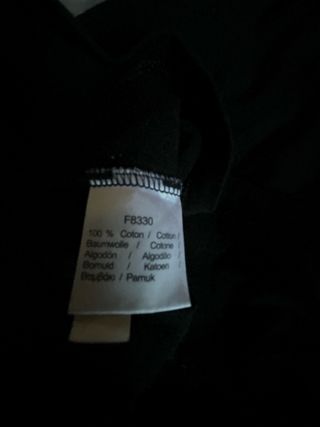 F8330
100 % Coton / Cotton /
Baumwolle / Cotone /
Algodón / Algodão /
Bomuld / Katoen /
Βαμβάκι / Pamuk